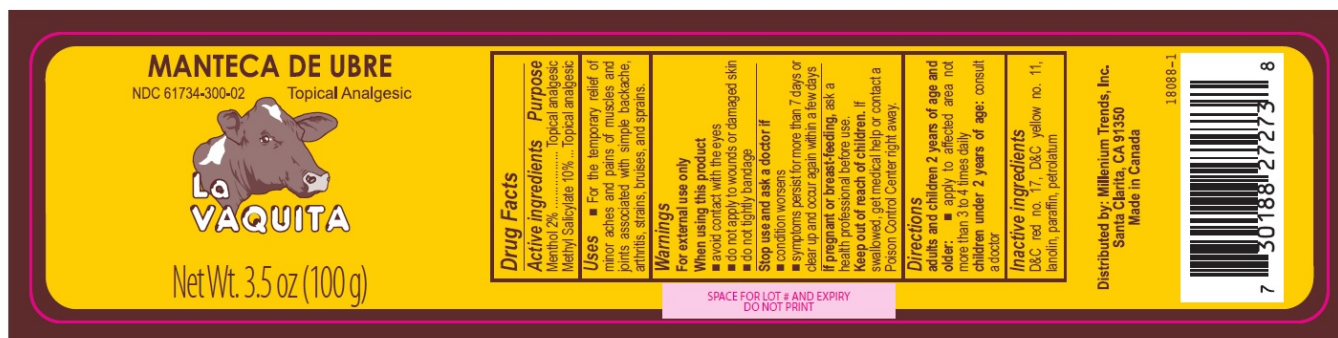 MANTECA DE UBRE
NDC 61734-300-02 Topical Analgesic
LA
VAQUITA
Net Wt. 3.5 oz (100 g)
Drug Facts
Active ingredients Purpose
Menthol 2% ................. Topical analgesic
Methyl Salicylate 10% ... Topical analgesic
Uses ■ For the temporary relief of
minor aches and pains of muscles and
joints associated with simple backache,
arthritis, strains, bruises, and sprains.
Warnings
For external use only
When using this product
■ avoid contact with the eyes
■ do not apply to wounds or damaged skin
■ do not tightly bandage
Stop use and ask a doctor if
■ condition worsens
■ symptoms persist for more than 7 days or
clear up and occur again within a few days
If pregnant or breast-feeding, ask a
health professional before use.
Keep out of reach of children. If
swallowed, get medical help or contact a
Poison Control Center right away.
Directions
adults and children 2 years of age and
older: ■ apply to affected area not
more than 3 to 4 times daily
children under 2 years of age: consult
a doctor
Inactive ingredients
D&C red no. 17, D&C yellow no. 11,
lanolin, paraffin, petrolatum
SPACE FOR LOT # AND EXPIRY
DO NOT PRINT
Distributed by: Millenium Trends, Inc.
Santa Clarita, CA 91350
Made in Canada
18088-1
7 30188 27273 8